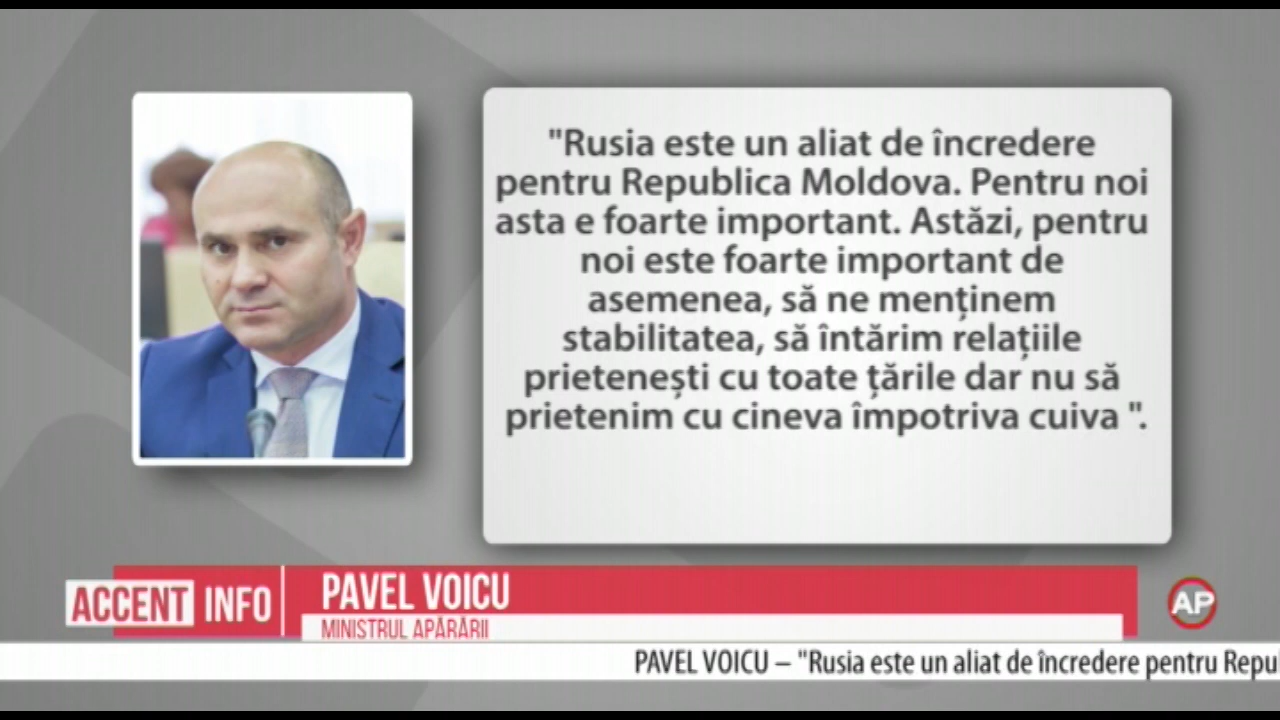 "Rusia este un aliat de încredere
pentru Republica Moldova. Pentru noi
asta e foarte important. Astăzi, pentru
noi este foarte important de
asemenea, să ne menținem
stabilitatea, să întărim relațiile
prietenești cu toate țările dar nu să
prietenim cu cineva împotriva cuiva ".
ACCENT INFO
PAVEL VOICU
MINISTRUL APĂRĂRII
AP
PAVEL VOICU – "Rusia este un aliat de încredere pentru Repu